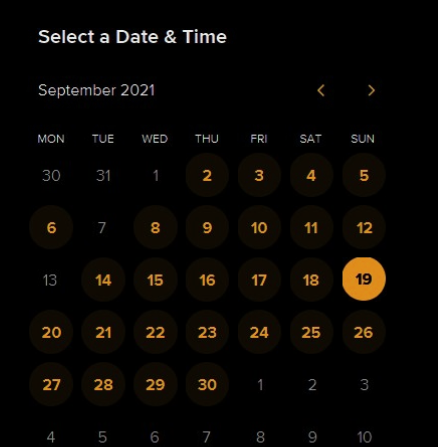 Select a Date & Time
September 2021
MON TUE WED THU FRI SAT SUN
30 31 1 2 3 4 5
6 7 8 9 10 11 12
13 14 15 16 17 18 19
20 21 22 23 24 25 26
27 28 29 30 1 2 3
4 5 6 7 8 9 10